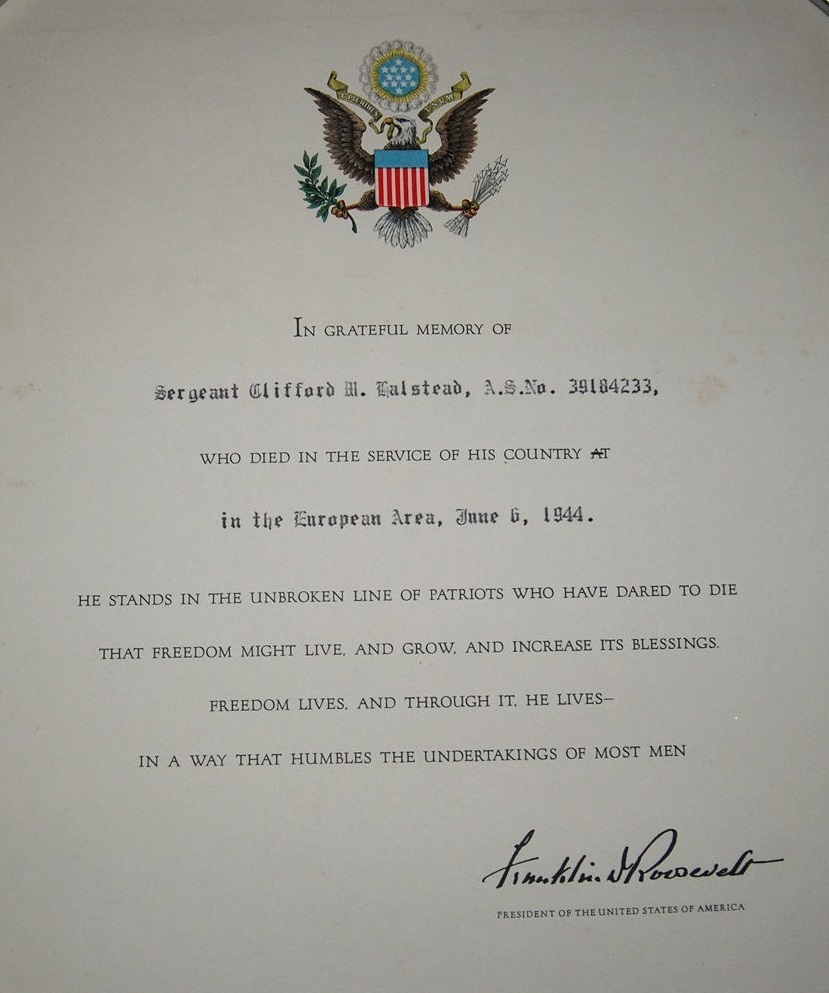 IN GRATEFUL MEMORY OF
Sergeant Clifford M. Halstead, A.S.No. 39184233,
WHO DIED IN THE SERVICE OF HIS COUNTRY AT
in the European Area, June 6, 1944.
HE STANDS IN THE UNBROKEN LINE OF PATRIOTS WHO HAVE DARED TO DIE
THAT FREEDOM MIGHT LIVE, AND GROW, AND INCREASE ITS BLESSINGS.
FREEDOM LIVES, AND THROUGH IT, HE LIVES—
IN A WAY THAT HUMBLES THE UNDERTAKINGS OF MOST MEN
Franklin D Roosevelt
PRESIDENT OF THE UNITED STATES OF AMERICA